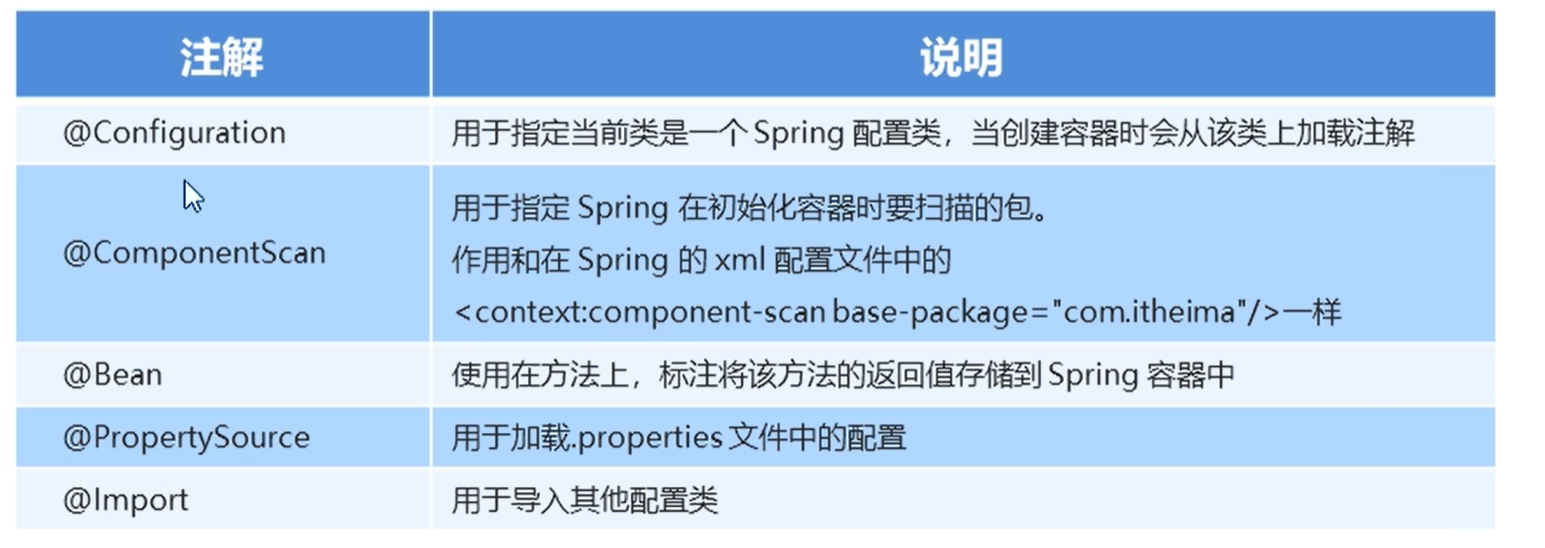 注解 说明
@Configuration 用于指定当前类是一个 Spring 配置类，当创建容器时会从该类上加载注解
@ComponentScan
用于指定 Spring 在初始化容器时要扫描的包。
作用和在 Spring 的 xml 配置文件中的
<context:component-scan base-package="com.itheima"/>一样
@Bean 使用在方法上，标注将该方法的返回值存储到 Spring 容器中
@PropertySource 用于加载.properties 文件中的配置
@Import 用于导入其他配置类